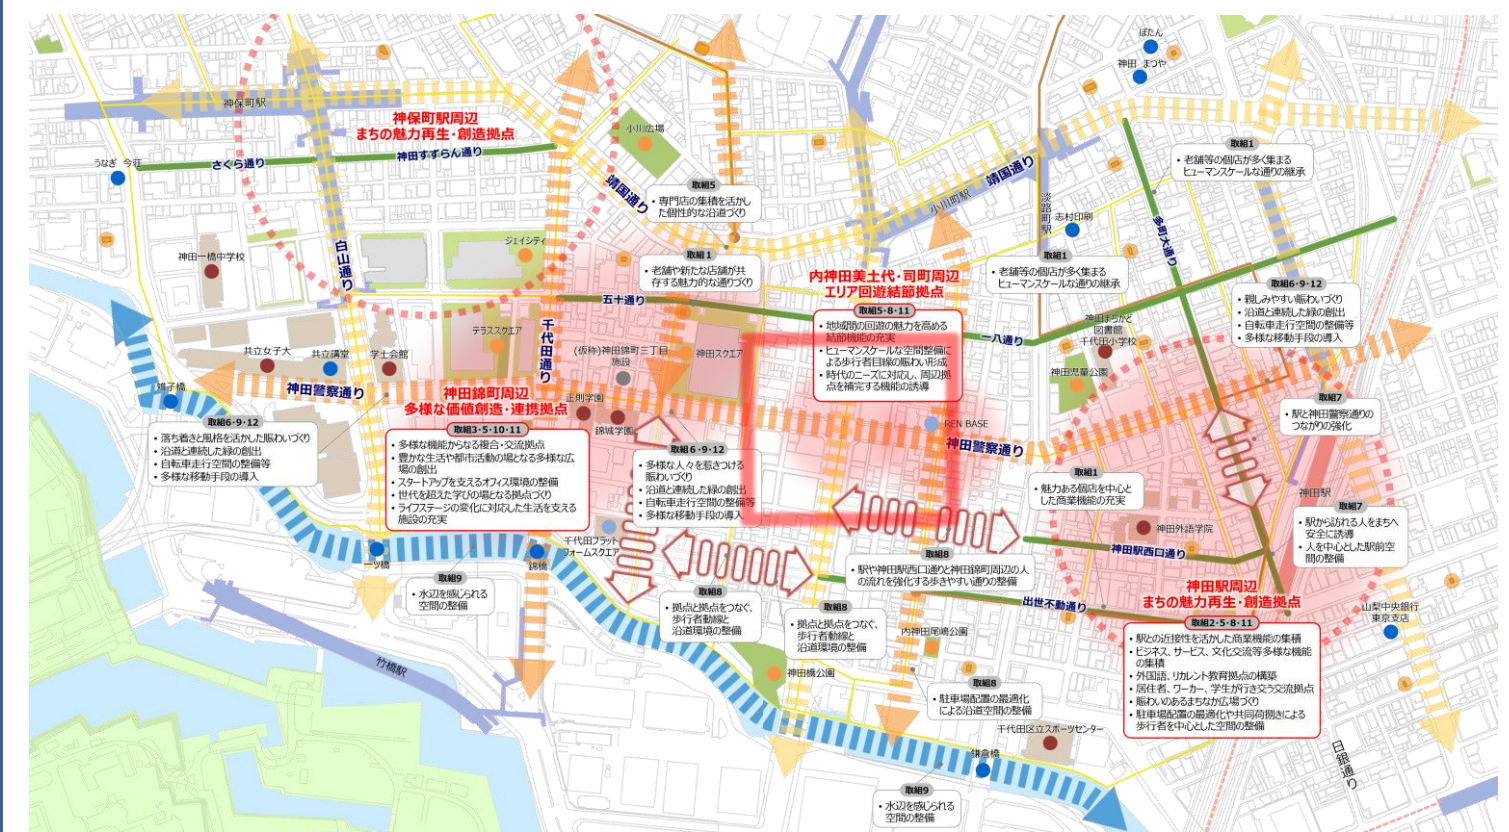 ぼたん
神田 まつや
神保町駅
神保町駅周辺
まちの魅力再生・創造拠点
うなぎ 今荘
さくら通り
神田すずらん通り
小川広場
靖国通り
取組5
・専門店の集積を活かし
た個性的な沿道づくり
小川町駅
靖国通り
淡路町駅
志村印刷
多町大通り
取組1
・老舗等の個店が多く集まる
ヒューマンスケールな通りの継承
神田一橋中学校
白山通り
ジェイシティ
取組1
・老舗や新たな店舗が共
存する魅力的な通りづくり
内神田美土代・司町周辺
エリア回遊結節拠点
取組5・8・11
・地域間の回遊の魅力を高める
結節機能の充実
・ヒューマンスケールな空間整備に
よる歩行者目線の賑わい形成
・時代のニーズに対応し、周辺拠
点を補完する機能の誘導
取組1
・老舗等の個店が多く集まる
ヒューマンスケールな通りの継承
取組6・9・12
・親しみやすい賑わいづくり
・沿道と連続した緑の創出
・自転車走行空間の整備等
・多様な移動手段の導入
五十通り
一八通り
神田まちかど
図書館
千代田小学校
千代田通り
テラススクエア
(仮称)神田錦町三丁目
施設
神田スクエア
共立女子大
共立講堂
学士会館
神田児童公園
雉子橋
神田警察通り
神田錦町周辺
多様な価値創造・連携拠点
取組3・5・10・11
・多様な機能からなる複合・交流拠点
・豊かな生活や都市活動の場となる多様な広
場の創出
・スタートアップを支えるオフィス環境の整備
・世代を超えた学びの場となる拠点づくり
・ライフステージの変化に対応した生活を支える
施設の充実
正則学園
錦城学園
取組6・9・12
・落ち着きと風格を活かした賑わいづくり
・沿道と連続した緑の創出
・自転車走行空間の整備等
・多様な移動手段の導入
取組6・9・12
・多様な人々を惹きつける
賑わいづくり
・沿道と連続した緑の創出
・自転車走行空間の整備等
・多様な移動手段の導入
REN BASE
神田警察通り
取組7
・駅と神田警察通りの
つながりの強化
取組1
・魅力ある個店を中心と
した商業機能の充実
神田駅
取組7
・駅から訪れる人をまちへ
安全に誘導
・人を中心とした駅前空
間の整備
神田外語学院
神田駅西口通り
千代田プラット
フォームスクエア
一ツ橋
錦橋
取組9
・水辺を感じられる
空間の整備
取組8
・拠点と拠点をつなぐ、
歩行者動線と
沿道環境の整備
取組8
・駅や神田駅西口通りと神田錦町周辺の人
の流れを強化する歩きやすい通りの整備
取組8
・拠点と拠点をつなぐ、
歩行者動線と
沿道環境の整備
出世不動通り
神田駅周辺
まちの魅力再生・創造拠点
取組2・5・8・11
・駅との近接性を活かした商業機能の集積
・ビジネス、サービス、文化交流等多様な機能
の集積
・外国語、リカレント教育拠点の構築
・居住者、ワーカー、学生が行き交う交流拠点
・賑わいのあるまちなか広場づくり
・駐車場配置の最適化や共同荷捌きによる
歩行者を中心とした空間の整備
山梨中央銀行
東京支店
内神田尾嶋公園
竹橋駅
神田橋公園
取組8
・駐車場配置の最適化
による沿道空間の整備
千代田区立スポーツセンター
鎌倉橋
取組9
・水辺を感じられる
空間の整備
白銀通り